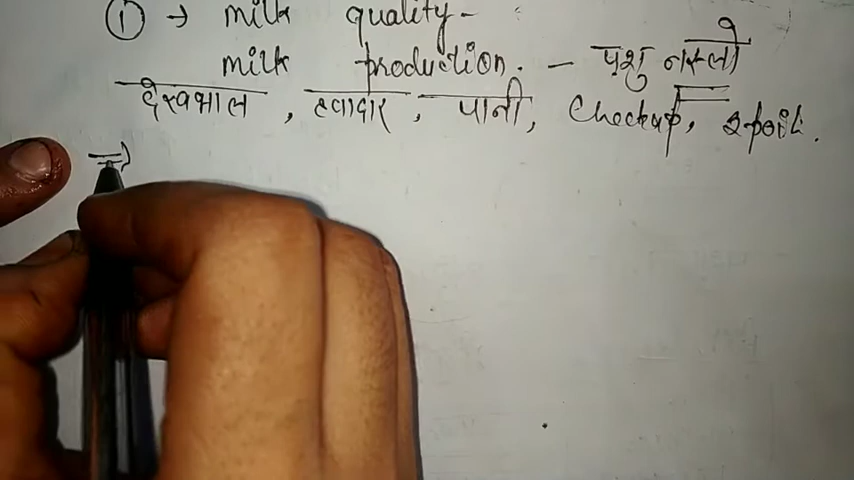 ① → milk quality -
milk production. - पशु नस्लो
देखभाल, हवादार, पानी, Checkup, spoil.
⇒